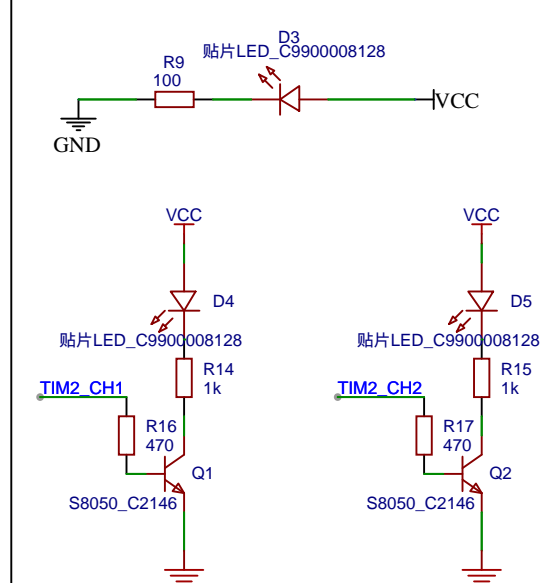 D3
贴片LED_C9900008128
R9
100
VCC
GND
VCC
VCC
D4
D5
贴片LED_C9900008128
贴片LED_C9900008128
R14
1k
R15
1k
TIM2_CH1
TIM2_CH2
R16
470
R17
470
Q1
Q2
S8050_C2146
S8050_C2146